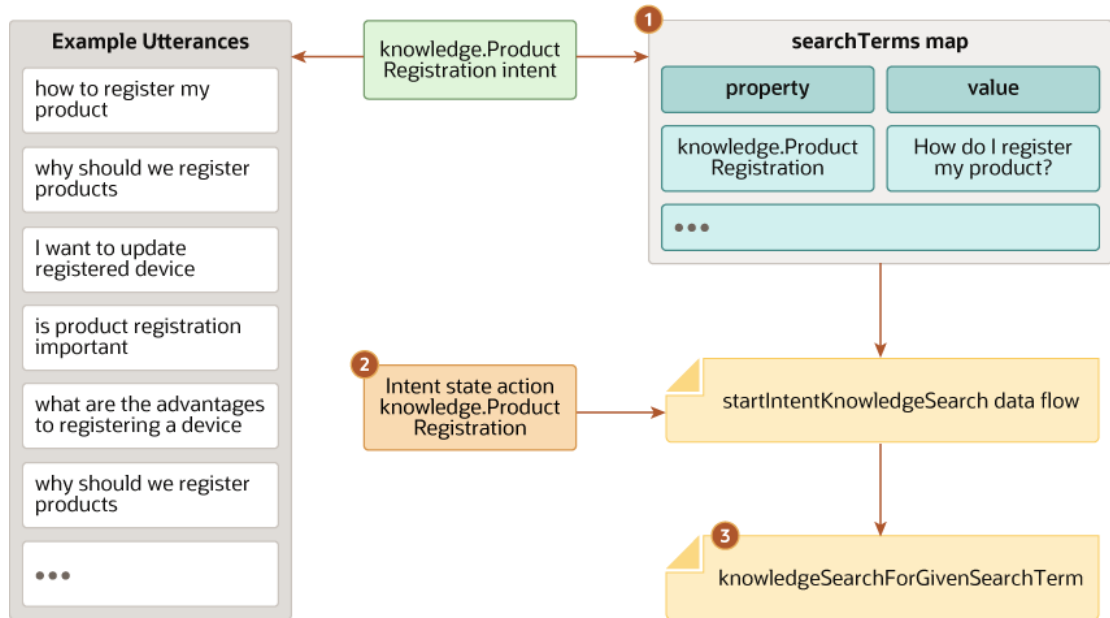 Example Utterances
how to register my
product
why should we register
products
I want to update
registered device
is product registration
important
what are the advantages
to registering a device
why should we register
products
•••
knowledge.Product
Registration intent
1
searchTerms map
property
value
knowledge.Product
Registration
How do I register
my product?
•••
2
Intent state action
knowledge.Product
Registration
startIntentKnowledgeSearch data flow
3
knowledgeSearchForGivenSearchTerm